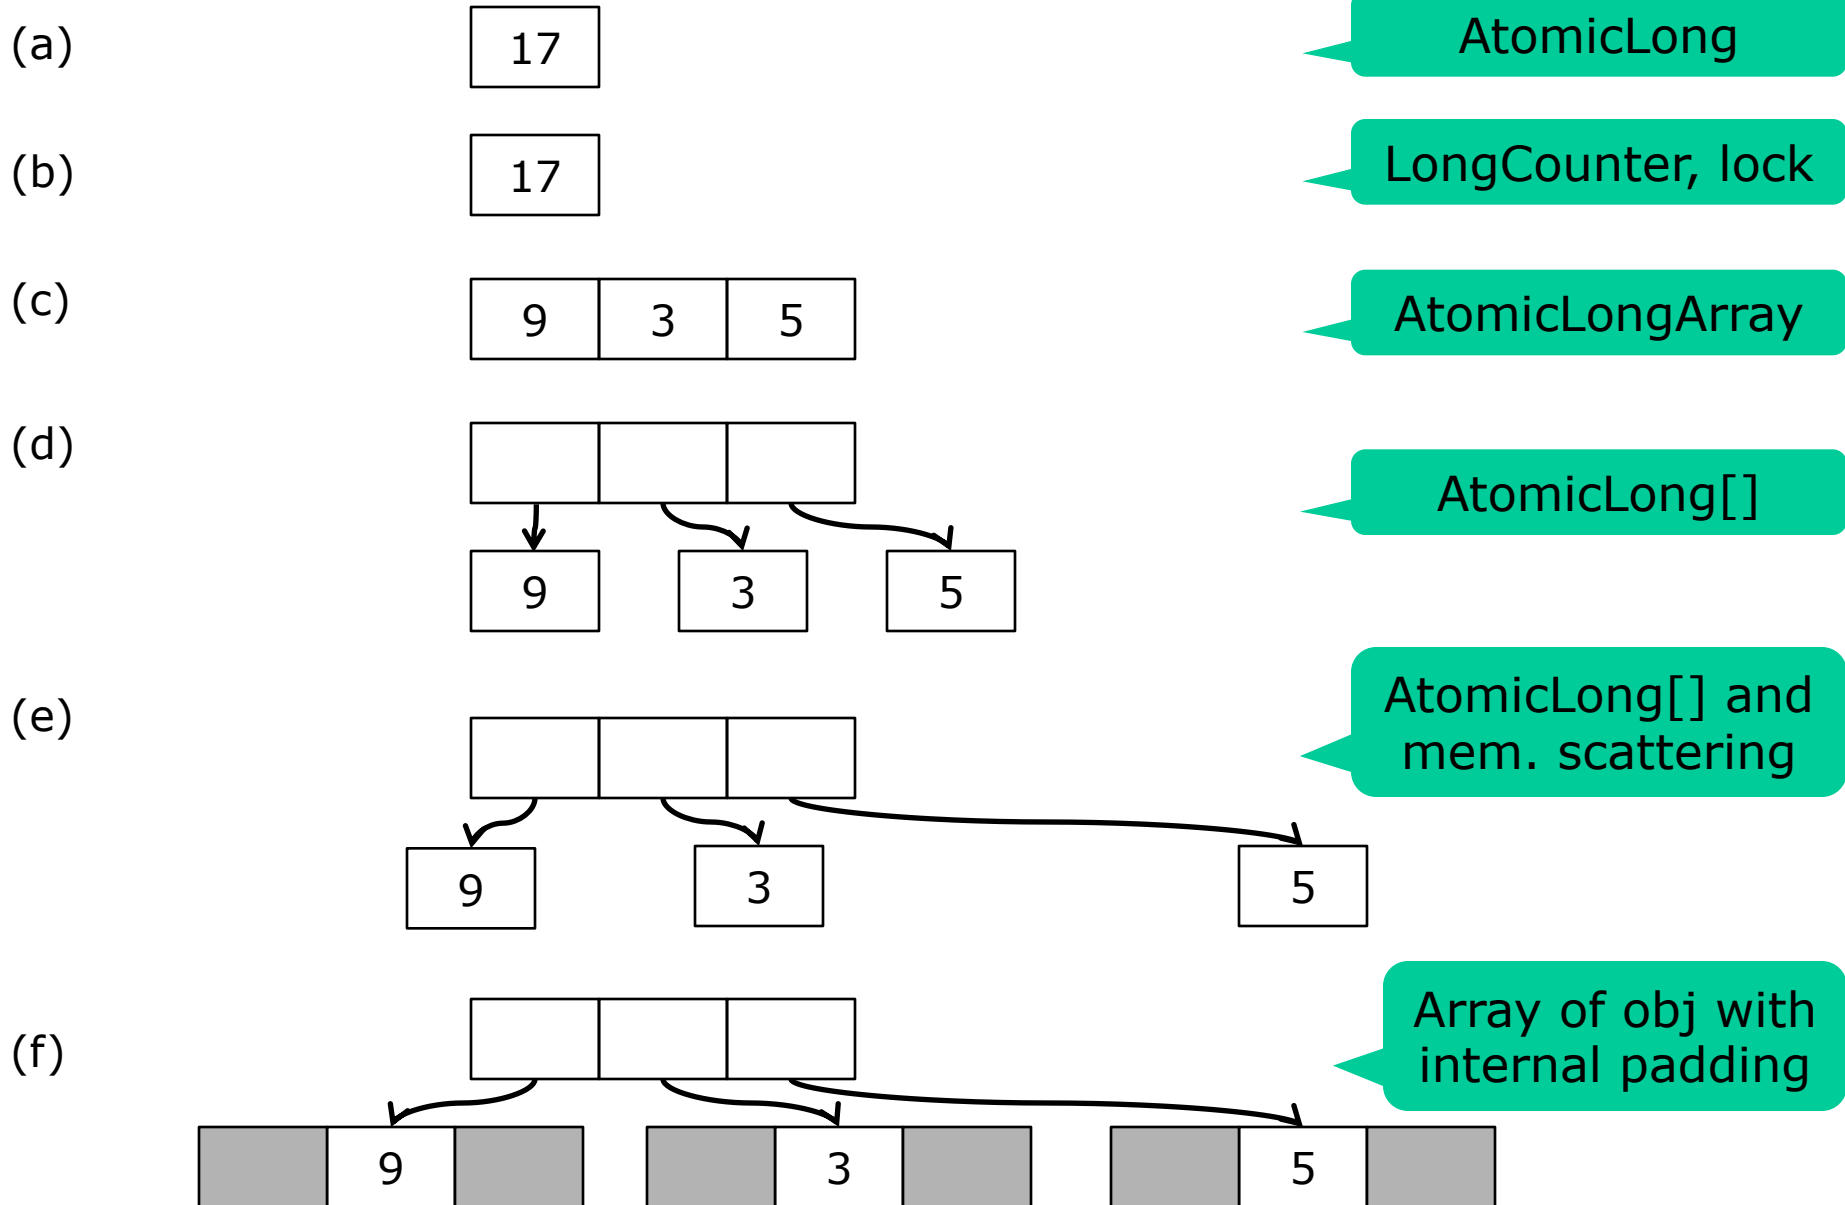 (a)
17
AtomicLong
(b)
17
LongCounter, lock
(c)
9 3 5
AtomicLongArray
(d)
AtomicLong[]
9 3 5
(e)
AtomicLong[] and
mem. scattering
9 3 5
(f)
Array of obj with
internal padding
9 3 5